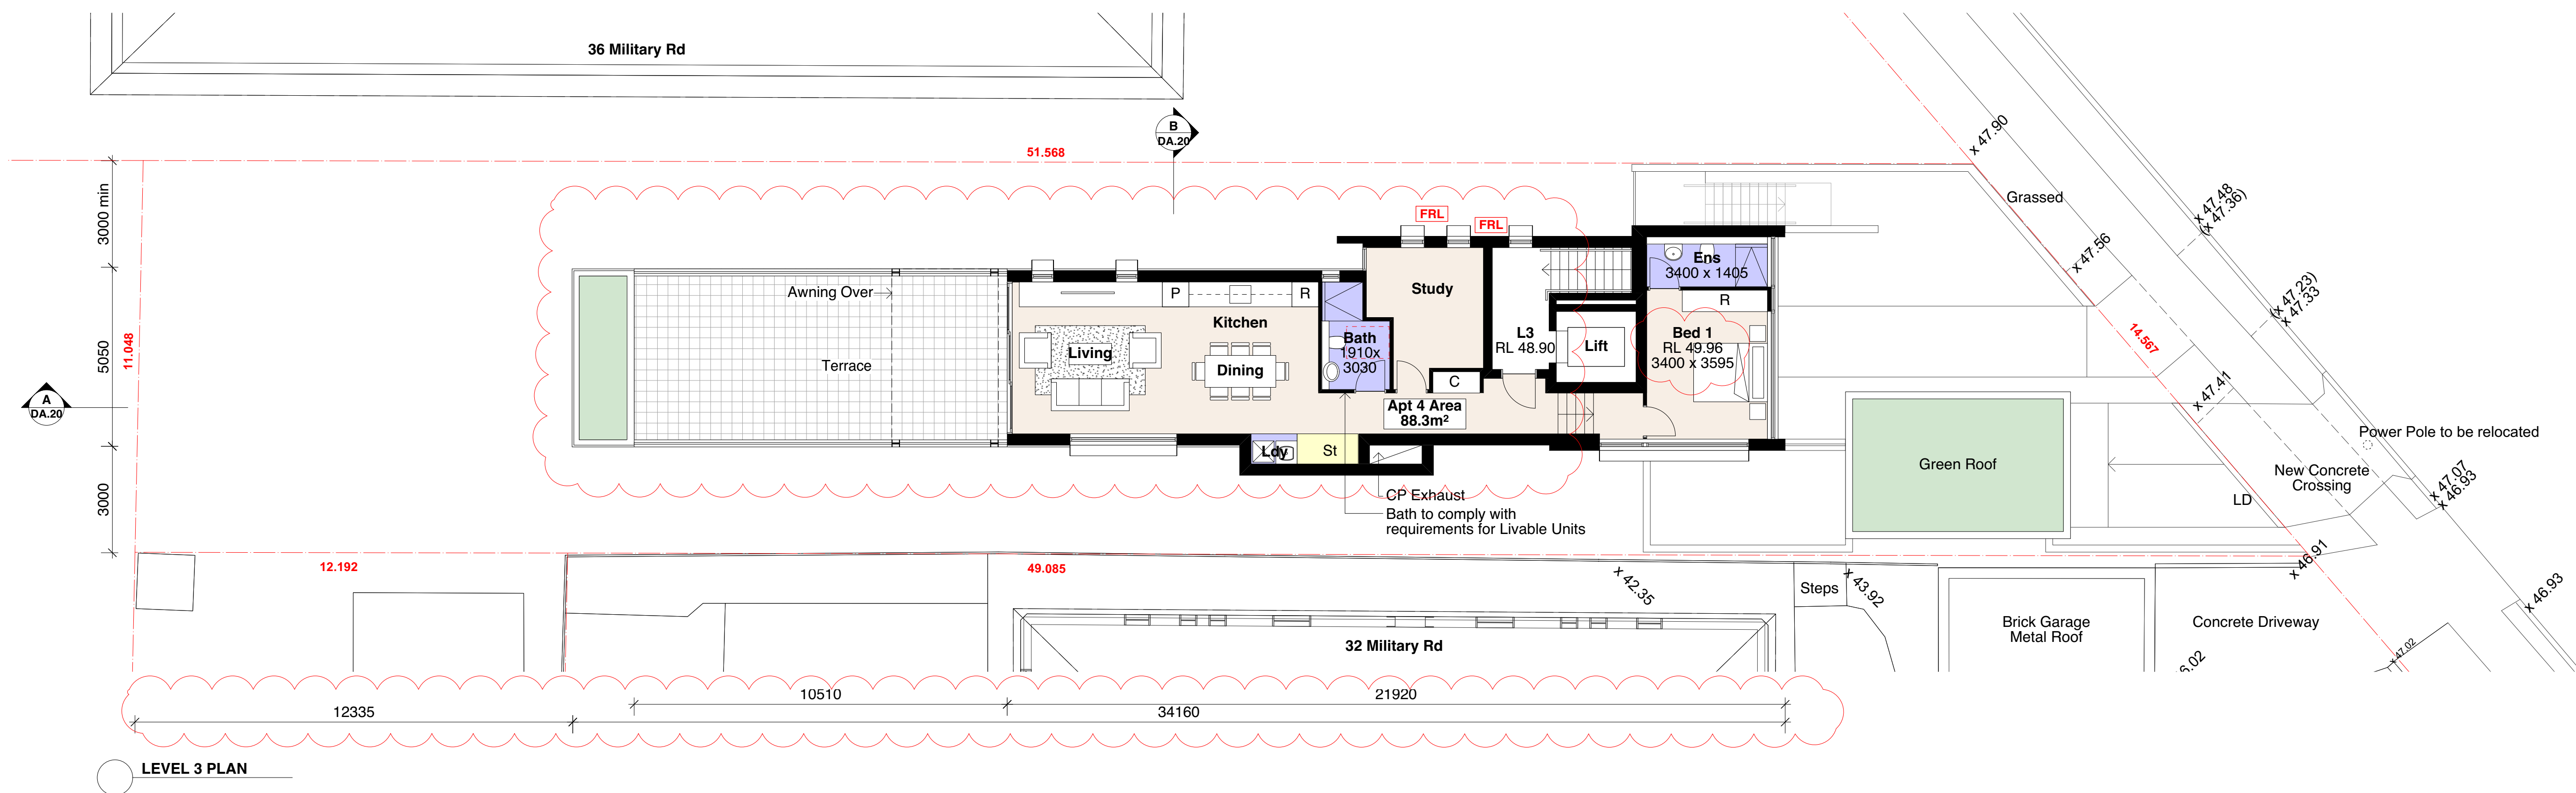 36 Military Rd
B
DA.20
51.568
x 47.90
3000 min
Grassed
x 47.48
(x 47.36)
FRL
FRL
x 47.56
Ens
3400 x 1405
Awning Over
P
R
Study
R
(x 47.23)
x 47.33
Kitchen
Bath
1910x
3030
L3
RL 48.90
Lift
Bed 1
RL 49.96
3400 x 3595
11.048
5050
Living
Terrace
Dining
14.567
C
x 47.41
A
DA.20
Apt 4 Area
88.3m²
Power Pole to be relocated
Ldy
St
Green Roof
New Concrete
Crossing
x 47.07
x 46.93
3000
CP Exhaust
LD
Bath to comply with
requirements for Livable Units
12.192
49.085
x 42.35
Steps
x 43.92
x 46.91
x 46.93
Brick Garage
Metal Roof
Concrete Driveway
32 Military Rd
x 47.02
6.02
10510
21920
12335
34160
LEVEL 3 PLAN